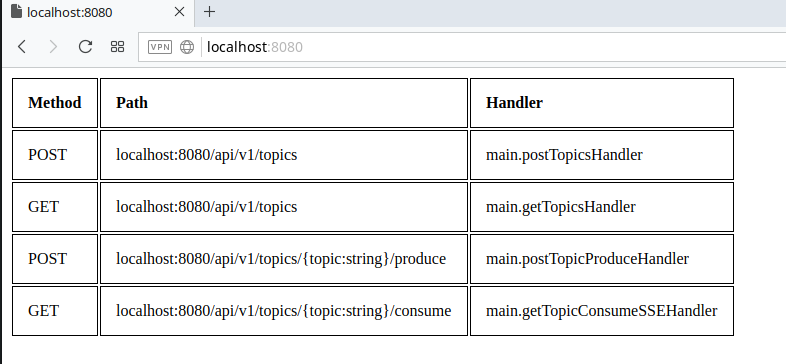 localhost:8080
VPN localhost:8080
Method Path Handler
POST localhost:8080/api/v1/topics main.postTopicsHandler
GET localhost:8080/api/v1/topics main.getTopicsHandler
POST localhost:8080/api/v1/topics/{topic:string}/produce main.postTopicProduceHandler
GET localhost:8080/api/v1/topics/{topic:string}/consume main.getTopicConsumeSSEHandler